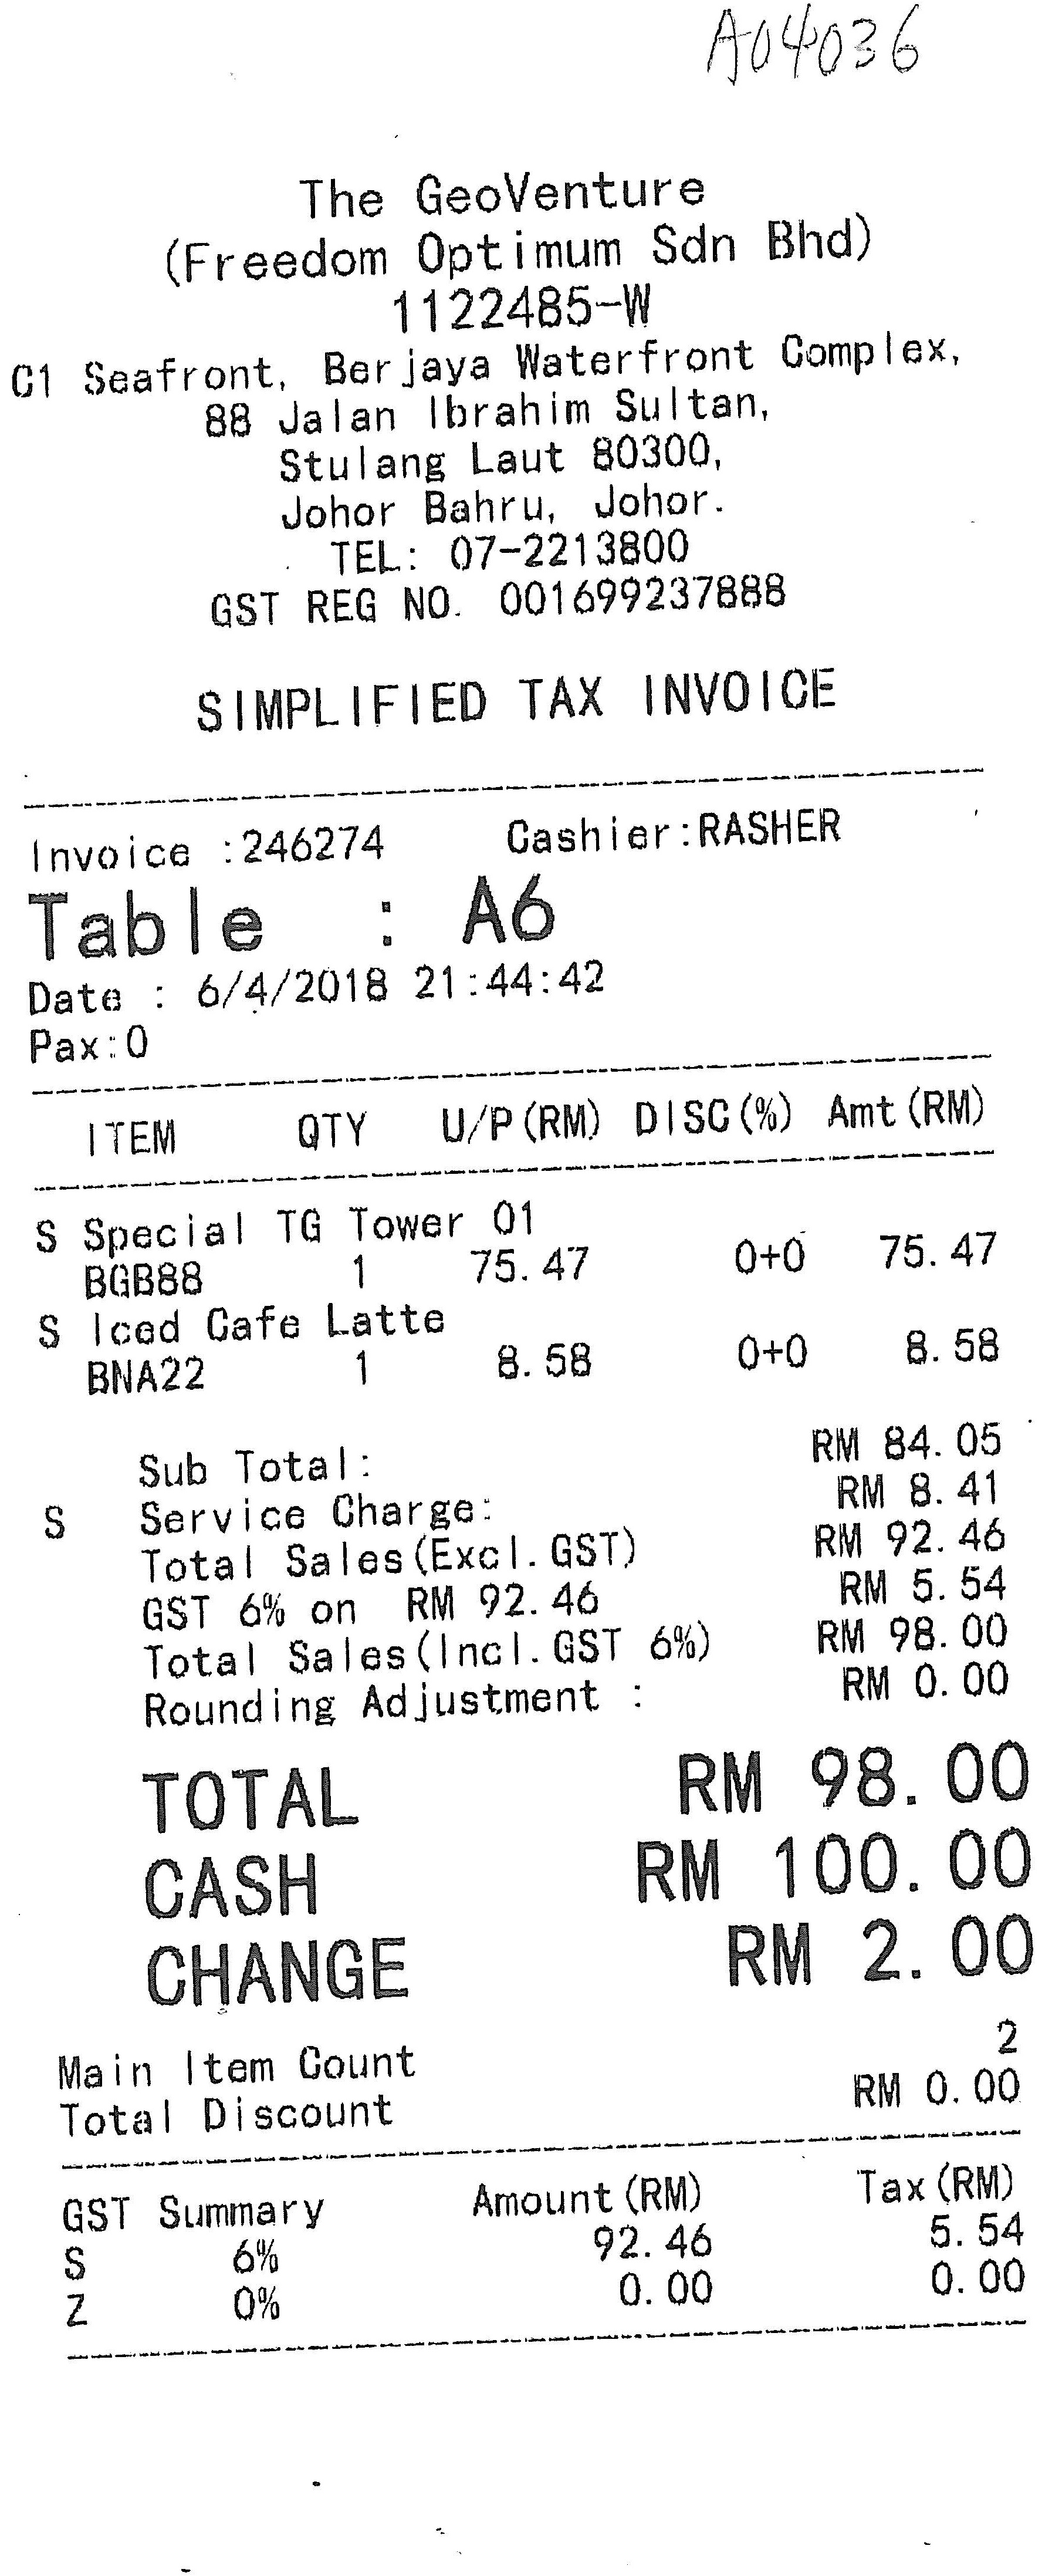 A04036
The GeoVenture
(Freedom Optimum Sdn Bhd)
1122485-W
C1 Seafront, Berjaya Waterfront Complex,
88 Jalan Ibrahim Sultan,
Stulang Laut 80300,
Johor Bahru, Johor.
TEL: 07-2213800
GST REG NO. 001699237888
SIMPLIFIED TAX INVOICE
Invoice :246274 Cashier:RASHER
Table : A6
Date : 6/4/2018 21:44:42
Pax:0
ITEM QTY U/P(RM) DISC(%) Amt(RM)
S Special TG Tower 01
BGB88 1 75.47 0+0 75.47
S Iced Cafe Latte
BNA22 1 8.58 0+0 8.58
Sub Total: RM 84.05
S Service Charge: RM 8.41
Total Sales(Excl.GST) RM 92.46
GST 6% on RM 92.46 RM 5.54
Total Sales(Incl.GST 6%) RM 98.00
Rounding Adjustment : RM 0.00
TOTAL RM 98.00
CASH RM 100.00
CHANGE RM 2.00
Main Item Count 2
Total Discount RM 0.00
GST Summary Amount(RM) Tax(RM)
S 6% 92.46 5.54
Z 0% 0.00 0.00